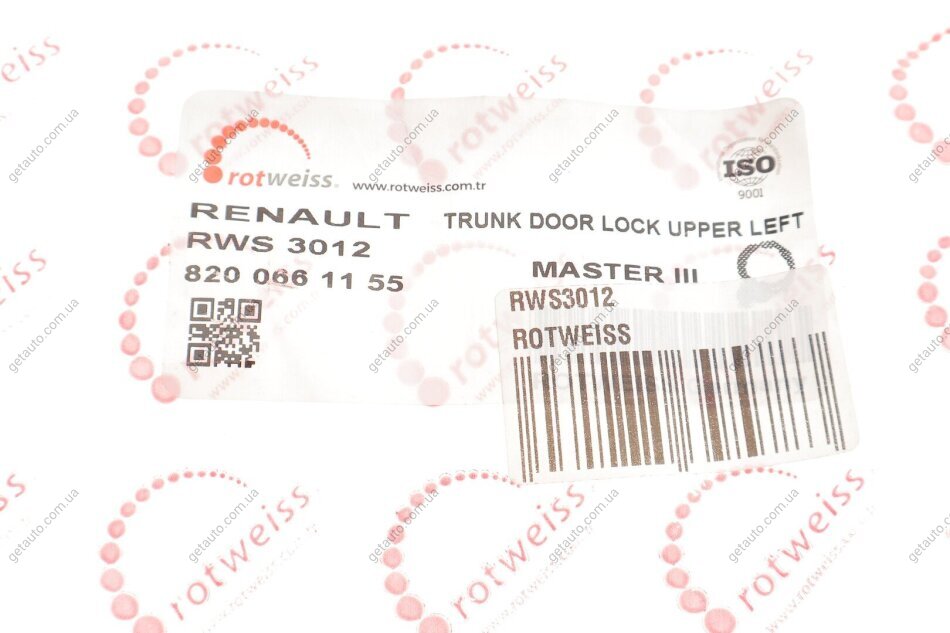 rotweiss. www.rotweiss.com.tr
ISO
9001
RENAULT TRUNK DOOR LOCK UPPER LEFT
RWS 3012
820 066 11 55 MASTER III
RWS3012
ROTWEISS
rotweiss
getauto.com.ua